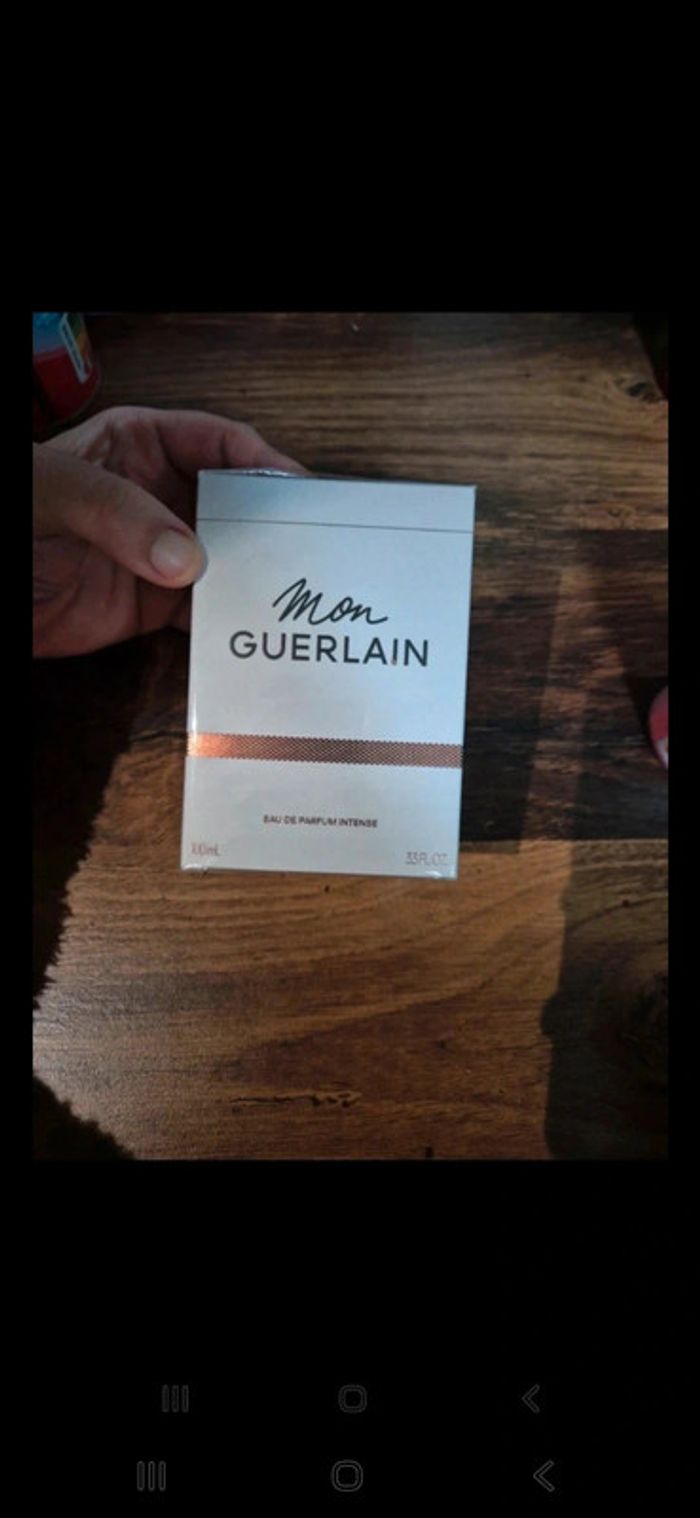 Mon
GUERLAIN
EAU DE PARFUM INTENSE
100mL
3.3 FL.OZ.